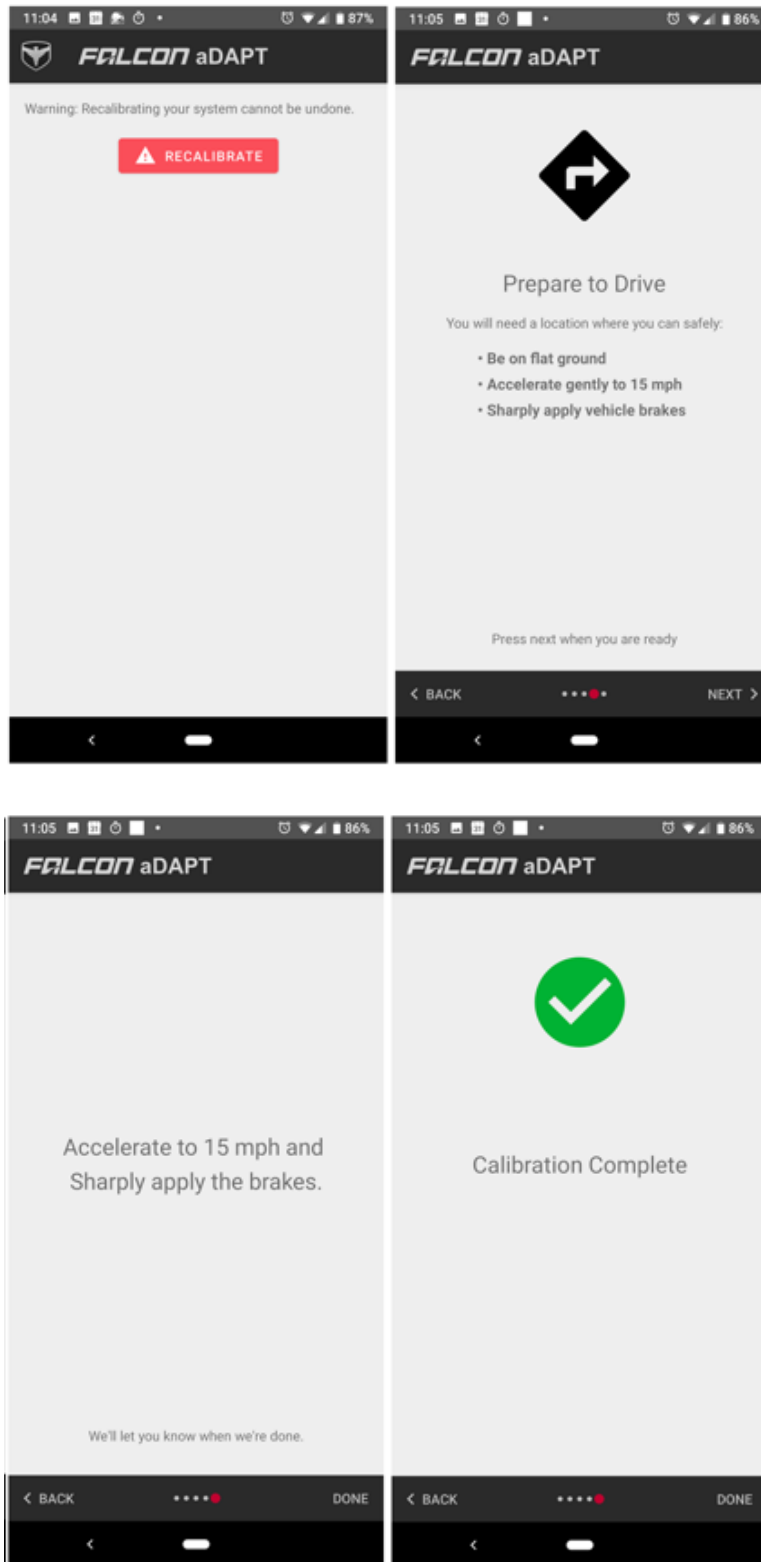 11:04
87%
FALCON aDAPT
Warning: Recalibrating your system cannot be undone.
RECALIBRATE
11:05
86%
FALCON aDAPT
Prepare to Drive
You will need a location where you can safely:
• Be on flat ground
• Accelerate gently to 15 mph
• Sharply apply vehicle brakes
Press next when you are ready
BACK
NEXT
11:05
86%
FALCON aDAPT
Accelerate to 15 mph and
Sharply apply the brakes.
We'll let you know when we're done.
BACK
DONE
11:05
86%
FALCON aDAPT
Calibration Complete
BACK
DONE